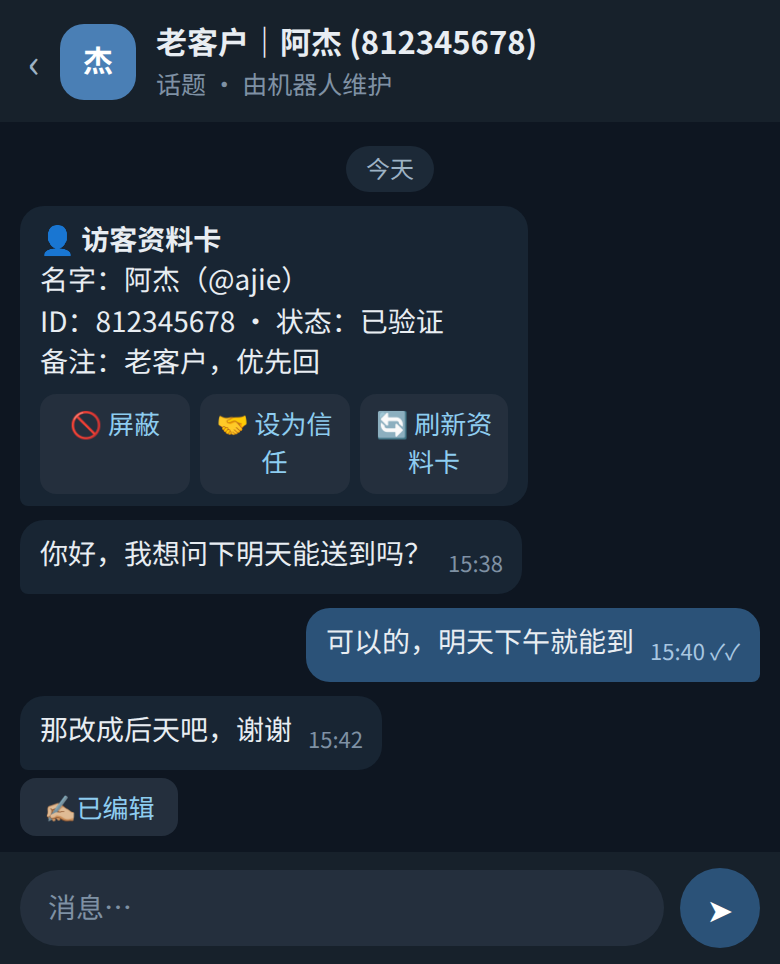 杰
老客户｜阿杰 (812345678)
话题 · 由机器人维护
今天
👤 访客资料卡
名字：阿杰（@ajie）
ID：812345678 · 状态：已验证
备注：老客户，优先回
🚫 屏蔽
🤝 设为信
任
🔄 刷新资
料卡
你好，我想问下明天能送到吗？ 15:38
可以的，明天下午就能到 15:40 ✓✓
那改成后天吧，谢谢 15:42
✍🏼已编辑
消息…